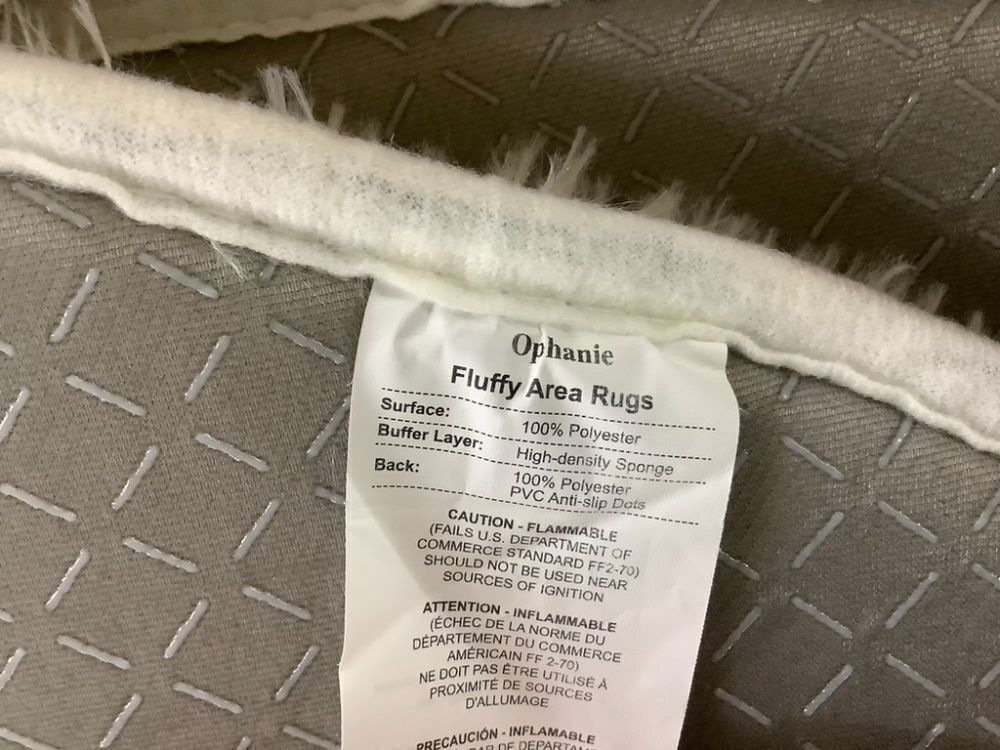 Ophanie
Fluffy Area Rugs
Surface: 100% Polyester
Buffer Layer: High-density Sponge
Back: 100% Polyester
PVC Anti-slip Dots
CAUTION - FLAMMABLE
(FAILS U.S. DEPARTMENT OF
COMMERCE STANDARD FF2-70)
SHOULD NOT BE USED NEAR
SOURCES OF IGNITION
ATTENTION - INFLAMMABLE
(ÉCHEC DE LA NORME DU
DÉPARTEMENT DU COMMERCE
AMÉRICAIN FF 2-70)
NE DOIT PAS ÊTRE UTILISÉ À
PROXIMITÉ DE SOURCES
D'ALLUMAGE
PRECAUCIÓN - INFLAMABLE